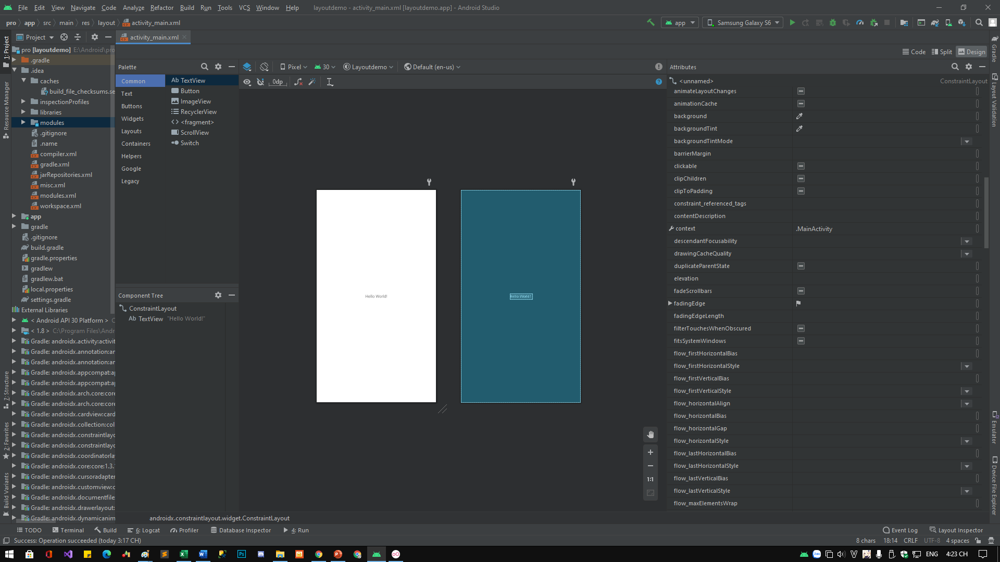 File Edit View Navigate Code Analyze Refactor Build Run Tools VCS Window Help layoutdemo - activity_main.xml [layoutdemo.app] - Android Studio
pro app src main res layout activity_main.xml app Samsung Galaxy S6
1: Project
Resource Manager
7: Structure
2: Favorites
Build Variants
Project
pro [layoutdemo] E:\Android\pro
.gradle
.idea
caches
build_file_checksums.se
inspectionProfiles
libraries
modules
.gitignore
.name
compiler.xml
gradle.xml
jarRepositories.xml
misc.xml
modules.xml
workspace.xml
app
gradle
.gitignore
build.gradle
gradle.properties
gradlew
gradlew.bat
local.properties
settings.gradle
External Libraries
< Android API 30 Platform >
< 1.8 > C:\Program Files\Andr
Gradle: androidx.activity:activit
Gradle: androidx.annotation:an
Gradle: androidx.annotation:an
Gradle: androidx.appcompat:ap
Gradle: androidx.appcompat:ap
Gradle: androidx.arch.core:core
Gradle: androidx.arch.core:core
Gradle: androidx.cardview:card
Gradle: androidx.collection:col
Gradle: androidx.constraintlayo
Gradle: androidx.constraintlayo
Gradle: androidx.coordinatorlay
Gradle: androidx.core:core:1.3.
Gradle: androidx.cursoradapter
Gradle: androidx.customview:c
Gradle: androidx.documentfile:
Gradle: androidx.drawerlayout:
Gradle: androidx.dynamicanim
activity_main.xml
Code Split Design
Palette
Common
Text
Buttons
Widgets
Layouts
Containers
Helpers
Google
Legacy
Ab TextView
Button
ImageView
RecyclerView
<fragment>
ScrollView
Switch
Component Tree
ConstraintLayout
Ab TextView "Hello World!"
Pixel 30 Layoutdemo Default (en-us)
0dp
Hello World!
Hello World!
1:1
androidx.constraintlayout.widget.ConstraintLayout
Attributes
<unnamed> ConstraintLayout
animateLayoutChanges
animationCache
background
backgroundTint
backgroundTintMode
barrierMargin
clickable
clipChildren
clipToPadding
constraint_referenced_tags
contentDescription
context .MainActivity
descendantFocusability
drawingCacheQuality
duplicateParentState
elevation
fadeScrollbars
fadingEdge
fadingEdgeLength
filterTouchesWhenObscured
fitsSystemWindows
flow_firstHorizontalBias
flow_firstHorizontalStyle
flow_firstVerticalBias
flow_firstVerticalStyle
flow_horizontalAlign
flow_horizontalBias
flow_horizontalGap
flow_horizontalStyle
flow_lastHorizontalBias
flow_lastHorizontalStyle
flow_lastVerticalBias
flow_lastVerticalStyle
flow_maxElementsWrap
Gradle
Layout Validation
Emulator
Device File Explorer
TODO Terminal Build 6: Logcat Profiler Database Inspector 4: Run Event Log Layout Inspector
Success: Operation succeeded (today 3:17 CH) 8 chars 18:14 CRLF UTF-8 4 spaces
Ps Zalo ENG 4:23 CH